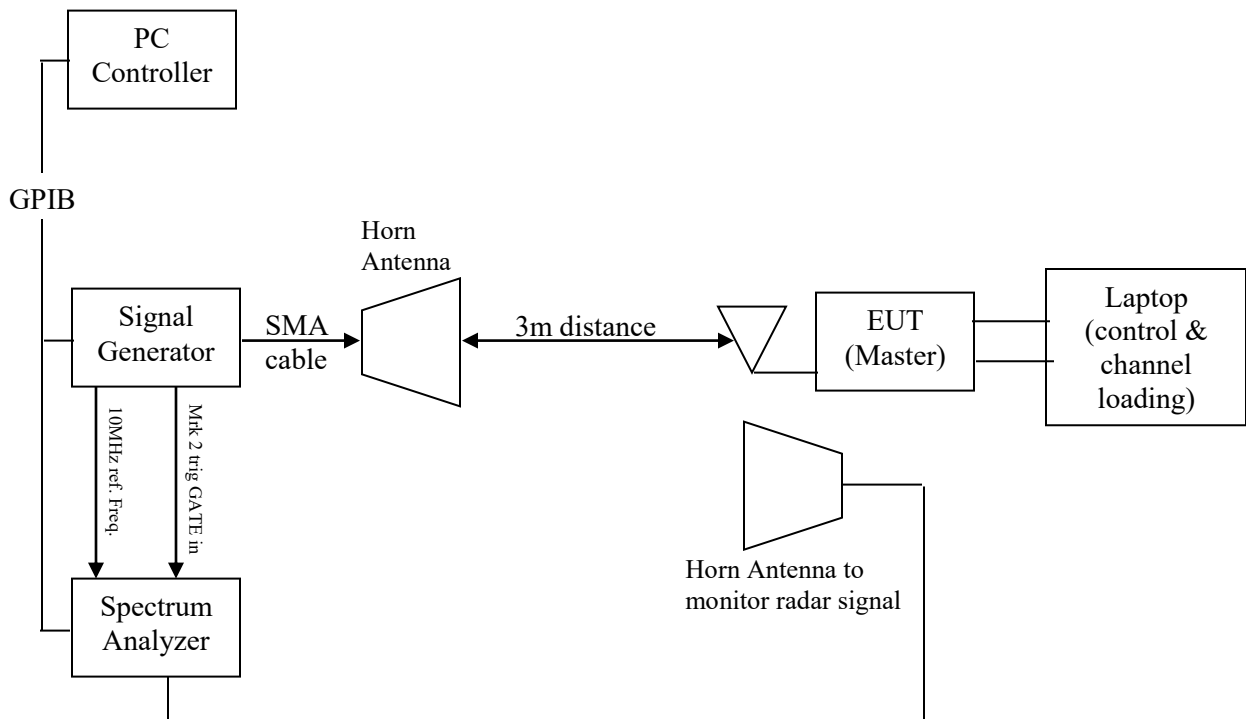 PC
Controller
GPIB
Horn
Antenna
Signal
Generator
SMA
cable
3m distance
EUT
(Master)
Laptop
(control &
channel
loading)
10MHz ref. Freq.
Mrk 2 trig GATE in
Horn Antenna to
monitor radar signal
Spectrum
Analyzer